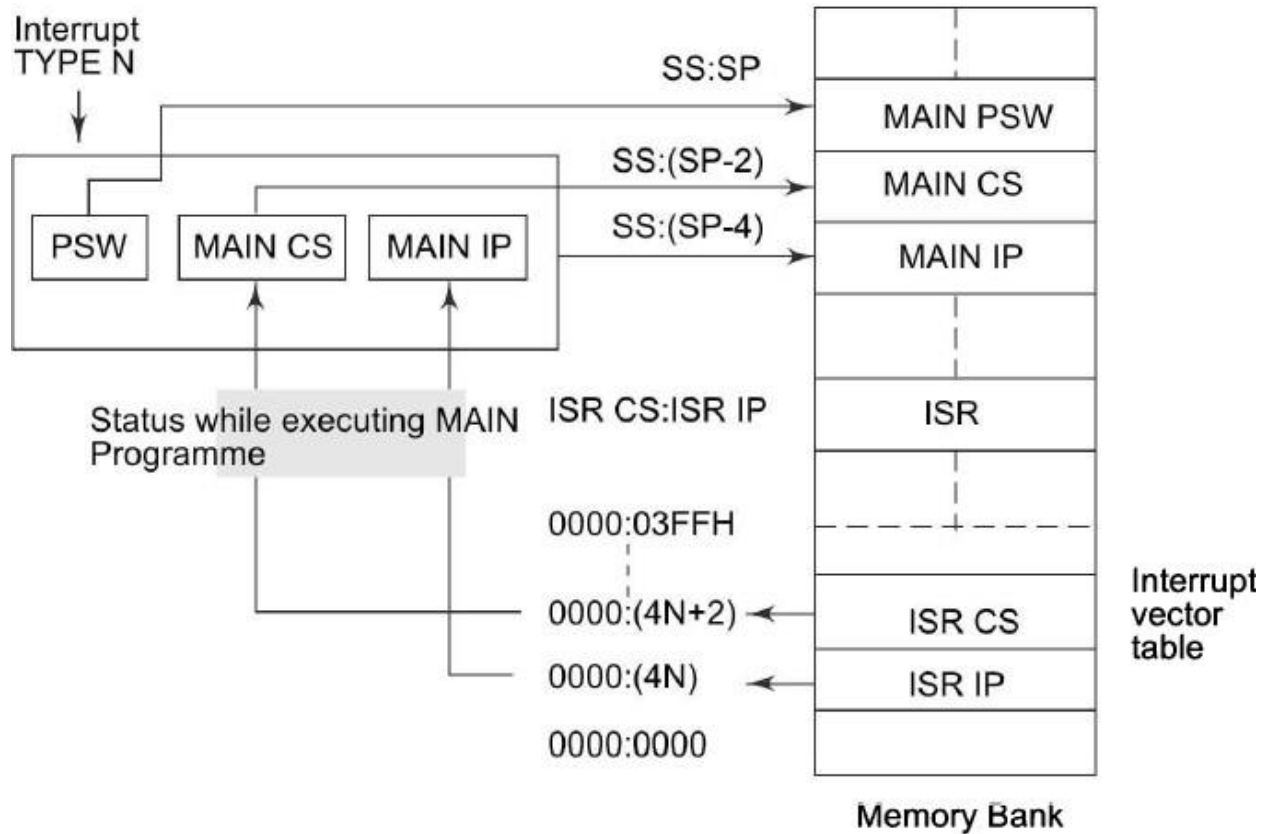 Interrupt
TYPE N
SS:SP
MAIN PSW
SS:(SP-2)
MAIN CS
SS:(SP-4)
MAIN IP
PSW
MAIN CS
MAIN IP
Status while executing MAIN
Programme
ISR CS:ISR IP
ISR
0000:03FFH
0000:(4N+2)
ISR CS
0000:(4N)
ISR IP
0000:0000
Interrupt
vector
table
Memory Bank